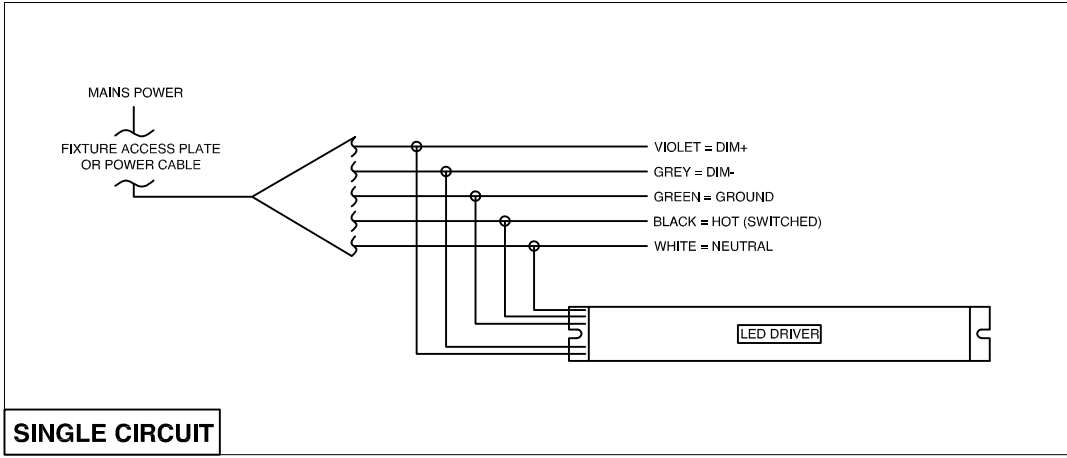 MAINS POWER
FIXTURE ACCESS PLATE
OR POWER CABLE
VIOLET = DIM+
GREY = DIM-
GREEN = GROUND
BLACK = HOT (SWITCHED)
WHITE = NEUTRAL
LED DRIVER
SINGLE CIRCUIT